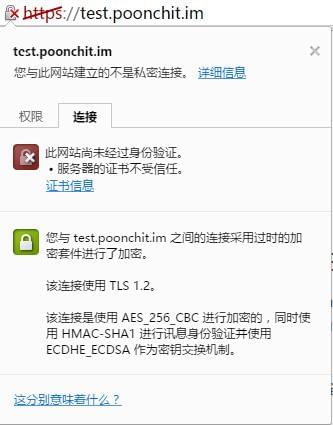 https://test.poonchit.im
test.poonchit.im
您与此网站建立的不是私密连接。 详细信息
权限 连接
此网站尚未经过身份验证。
• 服务器的证书不受信任。
证书信息
您与 test.poonchit.im 之间的连接采用过时的加
密套件进行了加密。
该连接使用 TLS 1.2。
该连接是使用 AES_256_CBC 进行加密的，同时使
用 HMAC-SHA1 进行讯息身份验证并使用
ECDHE_ECDSA 作为密钥交换机制。
这分别意味着什么？